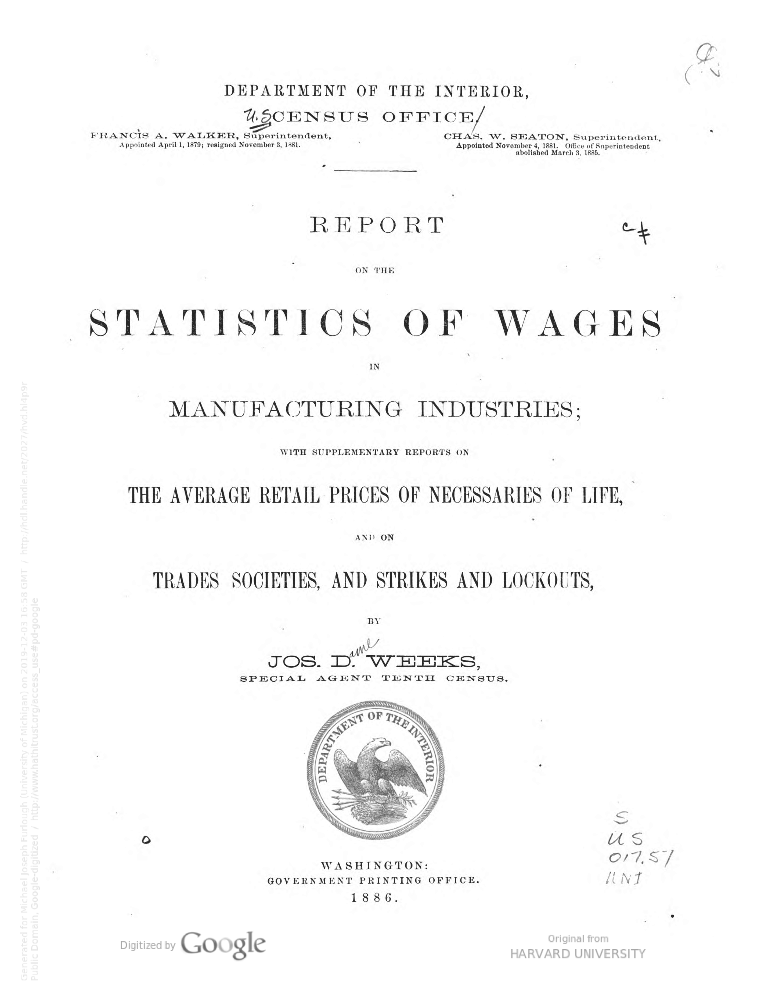 DEPARTMENT OF THE INTERIOR,
U.S CENSUS OFFICE/
FRANCIS A. WALKER, Superintendent,
Appointed April 1, 1879; resigned November 3, 1881.
CHAS. W. SEATON, Superintendent,
Appointed November 4, 1881. Office of Superintendent
abolished March 3, 1885.
REPORT
ON THE
STATISTICS OF WAGES
IN
MANUFACTURING INDUSTRIES;
WITH SUPPLEMENTARY REPORTS ON
THE AVERAGE RETAIL PRICES OF NECESSARIES OF LIFE,
AND ON
TRADES SOCIETIES, AND STRIKES AND LOCKOUTS,
BY
ame
JOS. D. WEEKS,
SPECIAL AGENT TENTH CENSUS.
DEPARTMENT OF THE INTERIOR
S
US
017.57
WASHINGTON:
GOVERNMENT PRINTING OFFICE.
1886.
Digitized by Google
Original from
HARVARD UNIVERSITY
Generated for Michael Joseph Furlough (University of Michigan) on 2019-12-03 16:58 GMT / http://hdl.handle.net/2027/hvd.hl4p9r
Public Domain, Google-digitized / http://www.hathitrust.org/access_use#pd-google